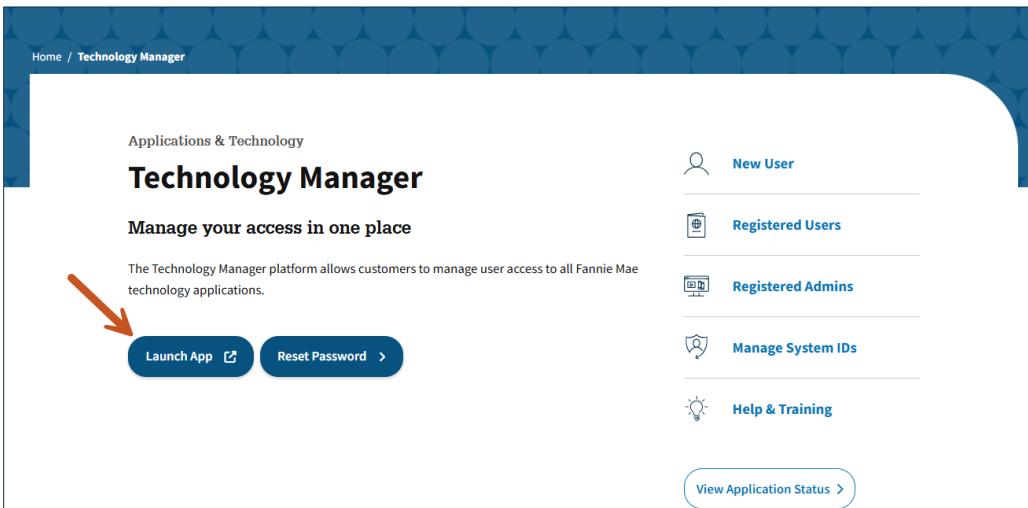 Home / Technology Manager
Applications & Technology
Technology Manager
Manage your access in one place
The Technology Manager platform allows customers to manage user access to all Fannie Mae
technology applications.
Launch App
Reset Password
New User
Registered Users
Registered Admins
Manage System IDs
Help & Training
View Application Status